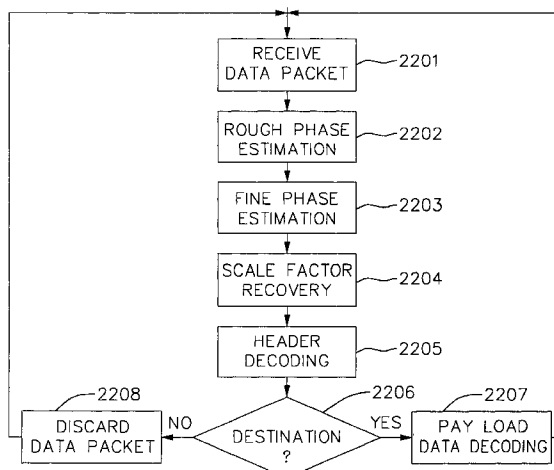 RECEIVE
DATA PACKET
2201
ROUGH PHASE
ESTIMATION
2202
FINE PHASE
ESTIMATION
2203
SCALE FACTOR
RECOVERY
2204
HEADER
DECODING
2205
2206
DESTINATION
?
NO
YES
2208
DISCARD
DATA PACKET
2207
PAY LOAD
DATA DECODING